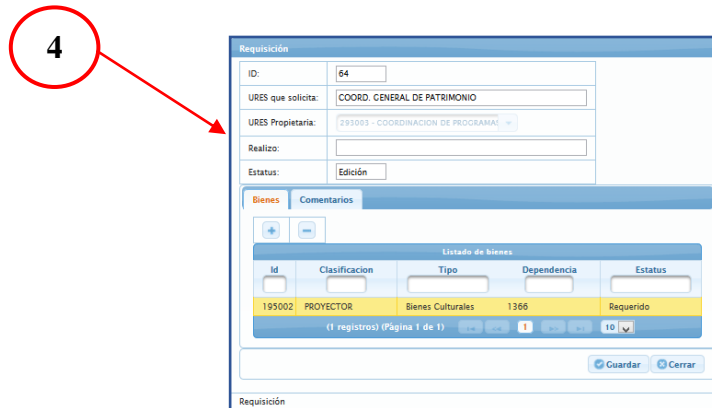 4
Requisición
ID: 64
URES que solicita: COORD. GENERAL DE PATRIMONIO
URES Propietaria: 293003 - COORDINACION DE PROGRAMAS
Realizo:
Estatus: Edición
Bienes Comentarios
Listado de bienes
Id Clasificacion Tipo Dependencia Estatus
195002 PROYECTOR Bienes Culturales 1366 Requerido
(1 registros) (Página 1 de 1) 1 10
Guardar Cerrar
Requisición